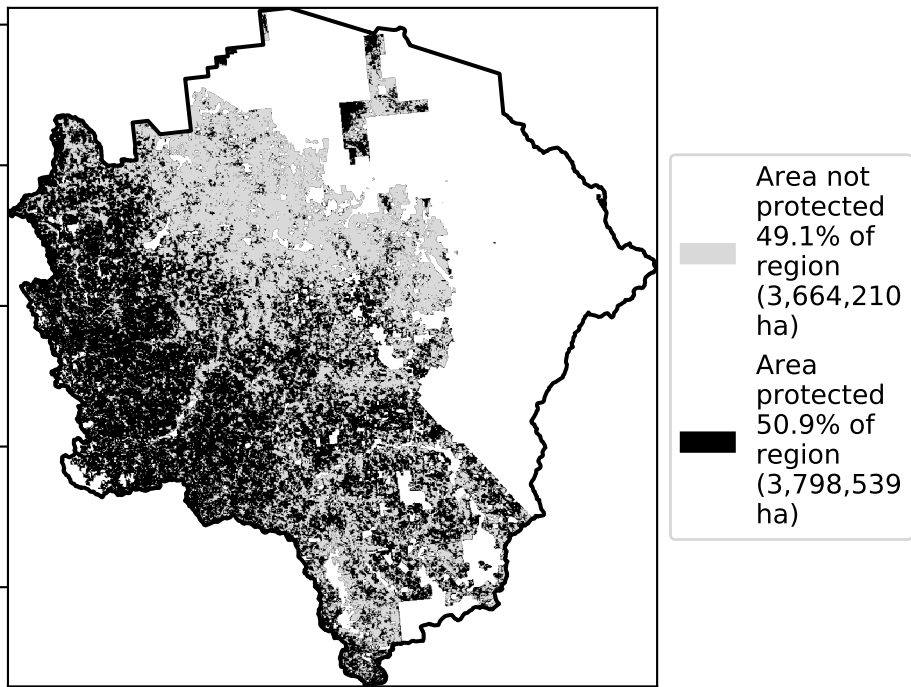 Area not
protected
49.1% of
region
(3,664,210
ha)
Area
protected
50.9% of
region
(3,798,539
ha)